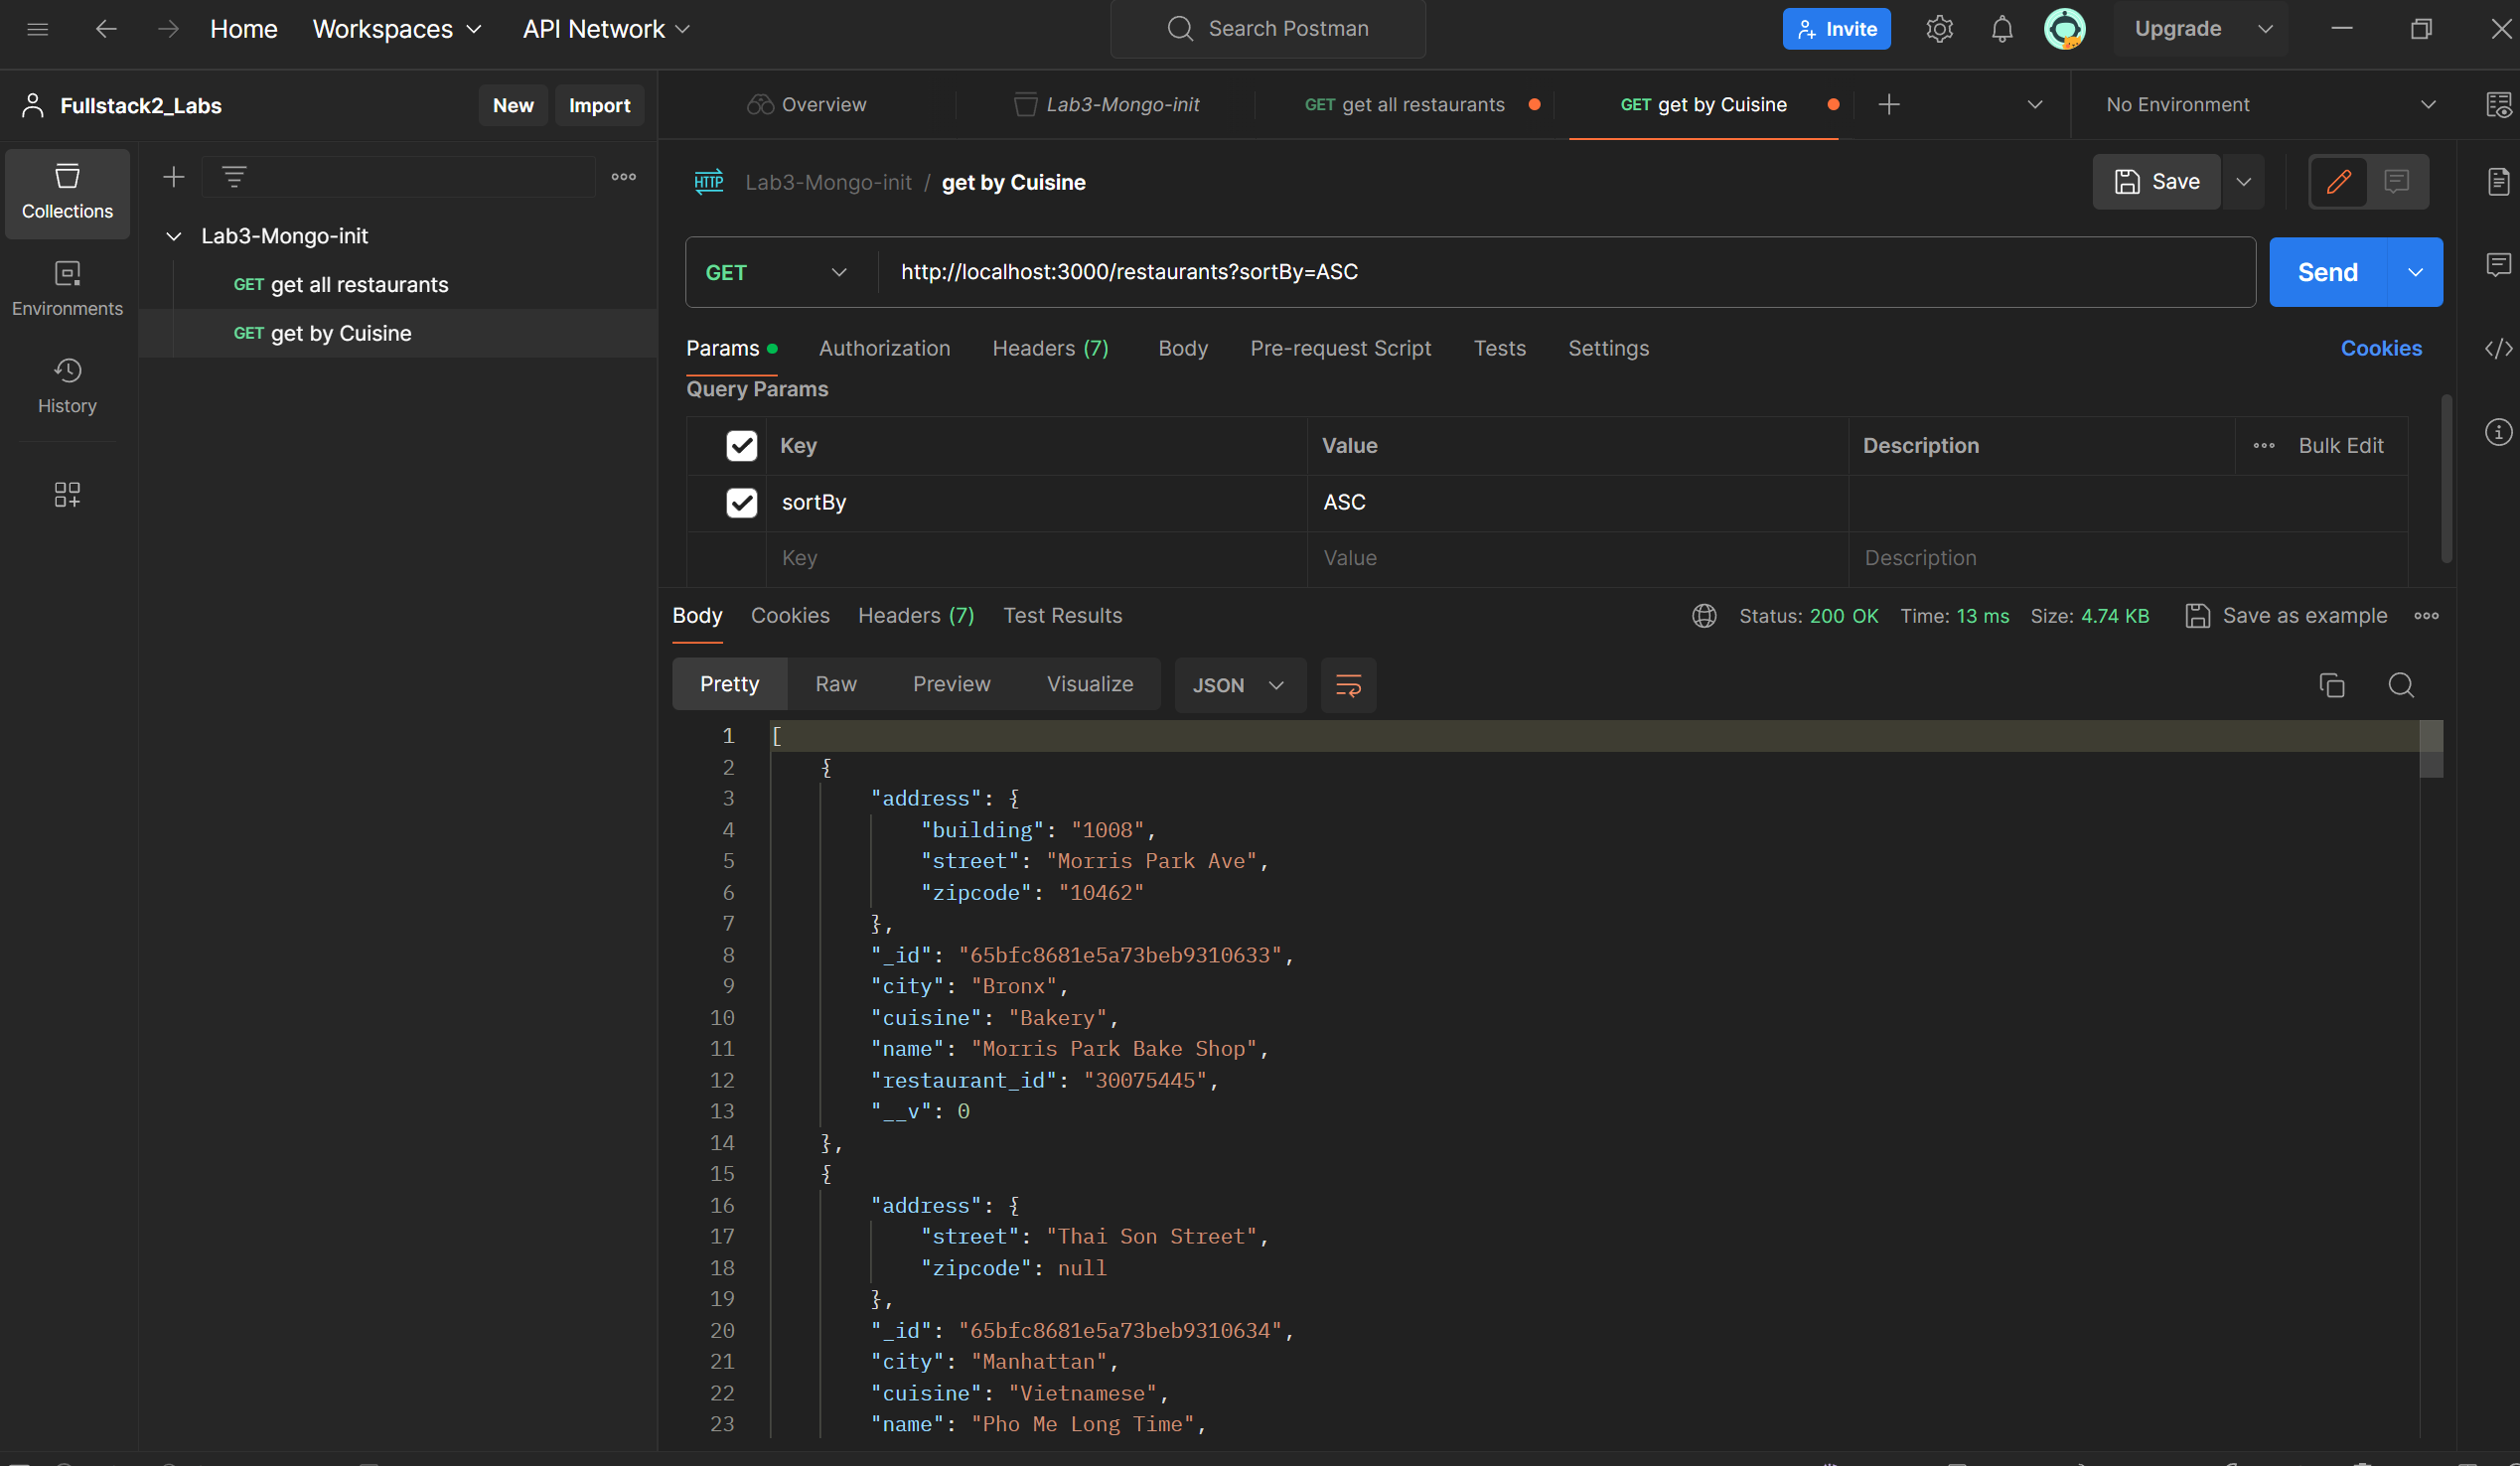 Home Workspaces API Network Search Postman Invite Upgrade
Fullstack2_Labs New Import Overview Lab3-Mongo-init GET get all restaurants GET get by Cuisine No Environment
Collections
Environments
History
Lab3-Mongo-init
GET get all restaurants
GET get by Cuisine
HTTP Lab3-Mongo-init / get by Cuisine Save
GET http://localhost:3000/restaurants?sortBy=ASC Send
Params Authorization Headers (7) Body Pre-request Script Tests Settings Cookies
Query Params
Key Value Description Bulk Edit
sortBy ASC
Key Value Description
Body Cookies Headers (7) Test Results Status: 200 OK Time: 13 ms Size: 4.74 KB Save as example
Pretty Raw Preview Visualize JSON
1 [
2 {
3 "address": {
4 "building": "1008",
5 "street": "Morris Park Ave",
6 "zipcode": "10462"
7 },
8 "_id": "65bfc8681e5a73beb9310633",
9 "city": "Bronx",
10 "cuisine": "Bakery",
11 "name": "Morris Park Bake Shop",
12 "restaurant_id": "30075445",
13 "__v": 0
14 },
15 {
16 "address": {
17 "street": "Thai Son Street",
18 "zipcode": null
19 },
20 "_id": "65bfc8681e5a73beb9310634",
21 "city": "Manhattan",
22 "cuisine": "Vietnamese",
23 "name": "Pho Me Long Time",